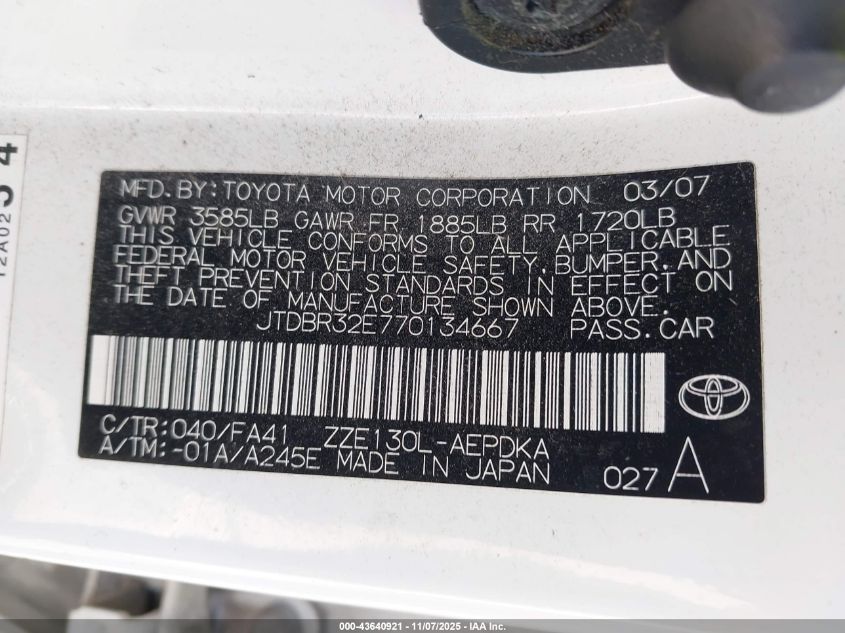 12A02 54
MFD. BY: TOYOTA MOTOR CORPORATION 03/07
GVWR 3585LB GAWR FR 1885LB RR 1720LB
THIS VEHICLE CONFORMS TO ALL APPLICABLE
FEDERAL MOTOR VEHICLE SAFETY, BUMPER, AND
THEFT PREVENTION STANDARDS IN EFFECT ON
THE DATE OF MANUFACTURE SHOWN ABOVE.
JTDBR32E770134667 PASS. CAR
C/TR: 040/FA41 ZZE130L-AEPDKA
A/TM: -01A/A245E MADE IN JAPAN 027 A
000-43640921 - 11/07/2025 - IAA Inc.